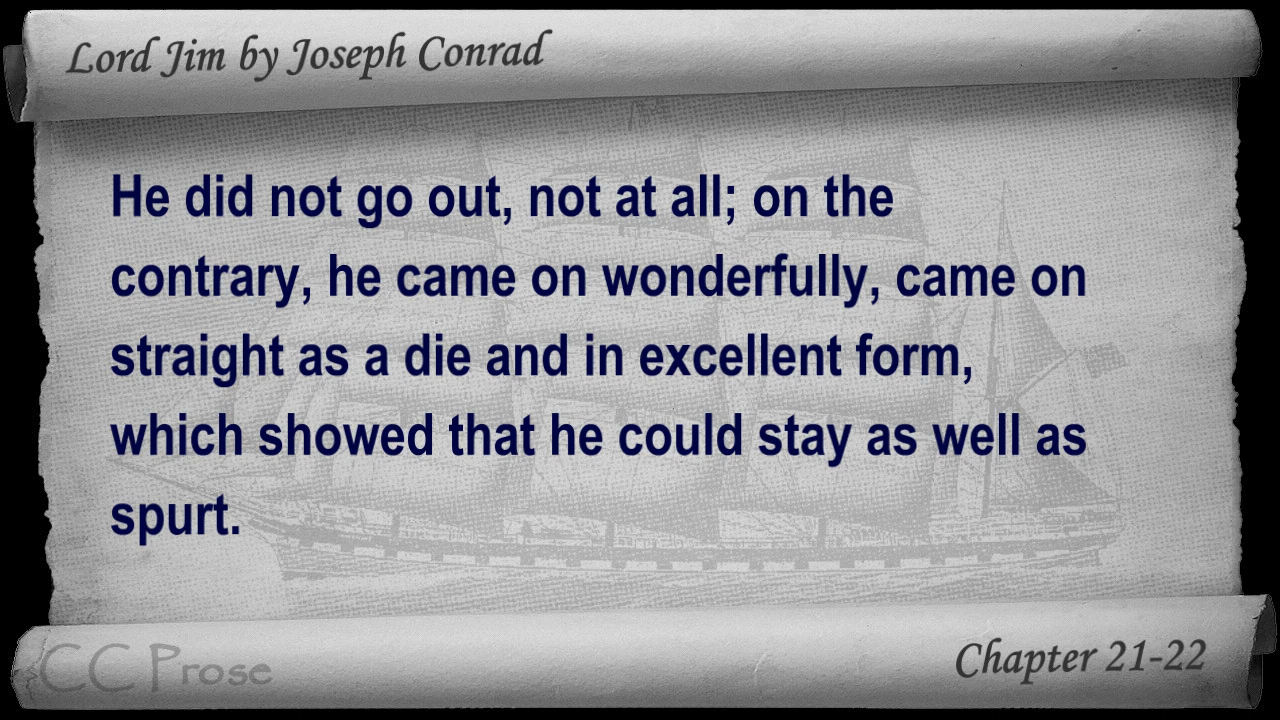 Lord Jim by Joseph Conrad
He did not go out, not at all; on the
contrary, he came on wonderfully, came on
straight as a die and in excellent form,
which showed that he could stay as well as
spurt.
CC Prose
Chapter 21-22